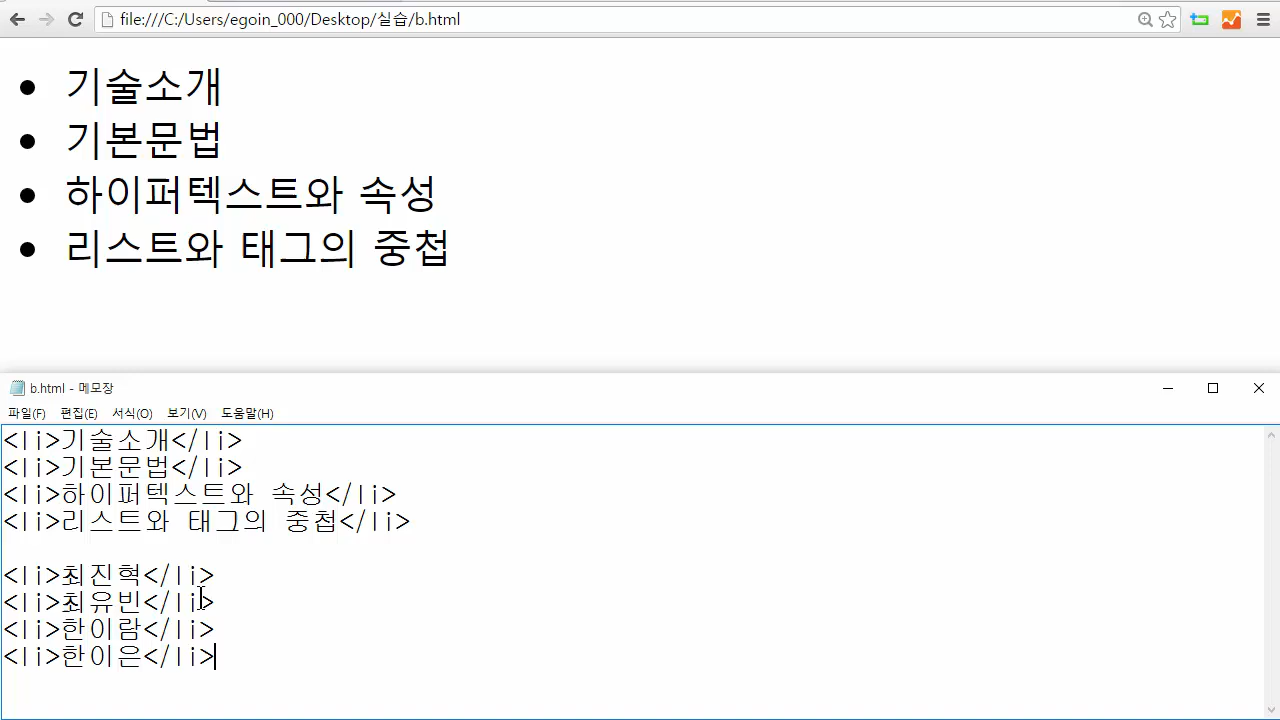 file:///C:/Users/egoin_000/Desktop/실습/b.html
기술소개
기본문법
하이퍼텍스트와 속성
리스트와 태그의 중첩
b.html - 메모장
파일(F) 편집(E) 서식(O) 보기(V) 도움말(H)
<li>기술소개</li>
<li>기본문법</li>
<li>하이퍼텍스트와 속성</li>
<li>리스트와 태그의 중첩</li>
<li>최진혁</li>
<li>최유빈</li>
<li>한이람</li>
<li>한이은</li>